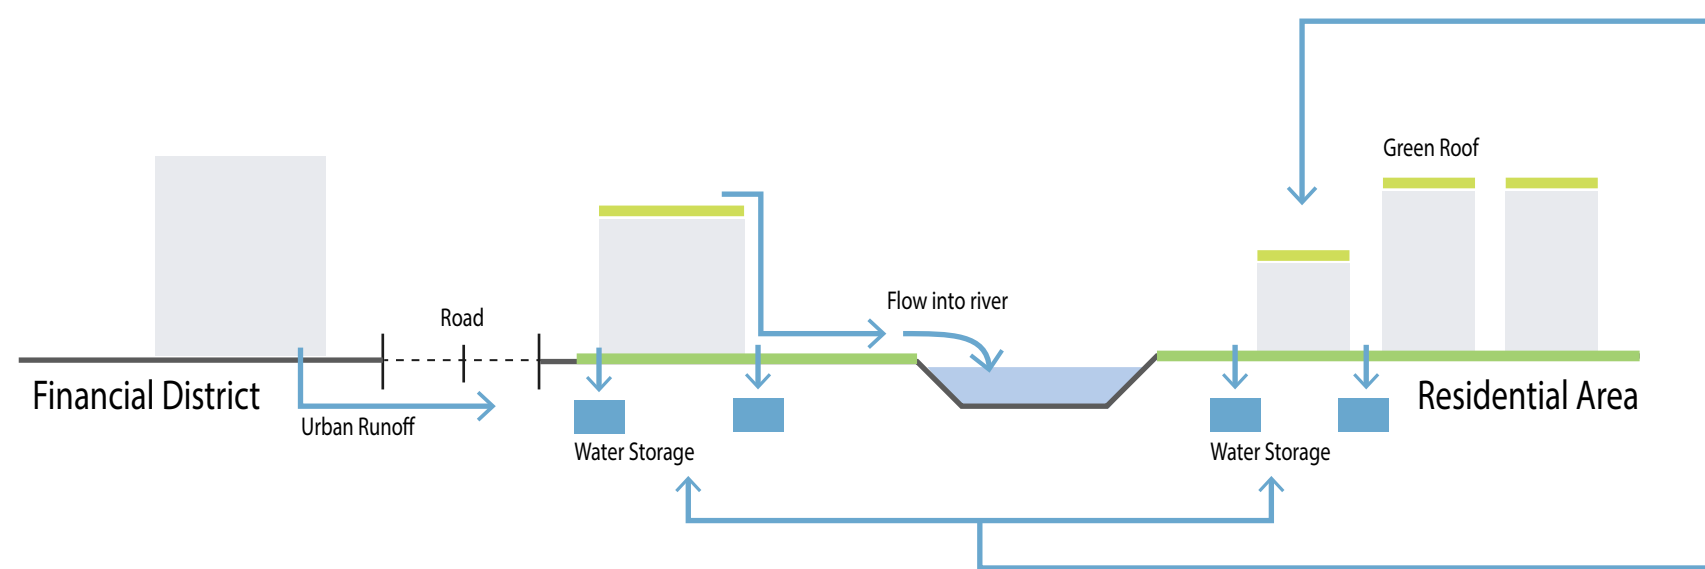 Green Roof
Flow into river
Road
Financial District
Residential Area
Urban Runoff
Water Storage
Water Storage